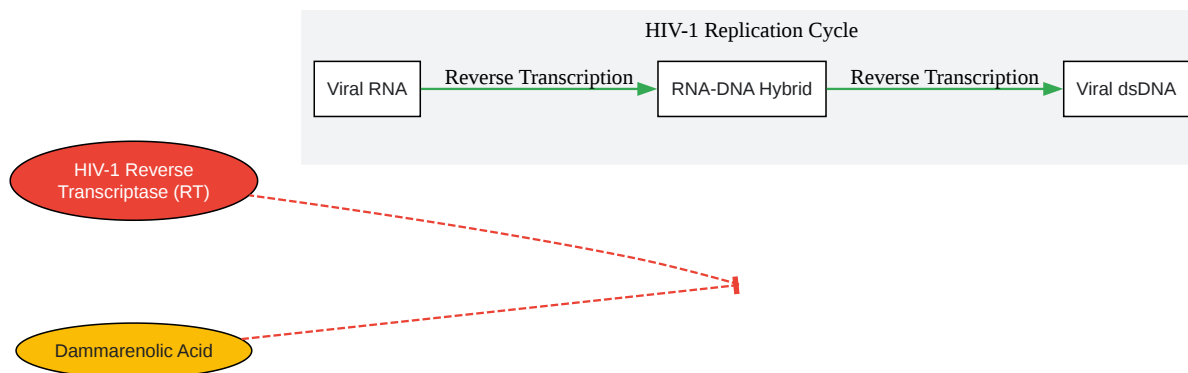 HIV-1 Replication Cycle
Viral RNA
Reverse Transcription
RNA-DNA Hybrid
Reverse Transcription
Viral dsDNA
HIV-1 Reverse
Transcriptase (RT)
Dammarenolic Acid